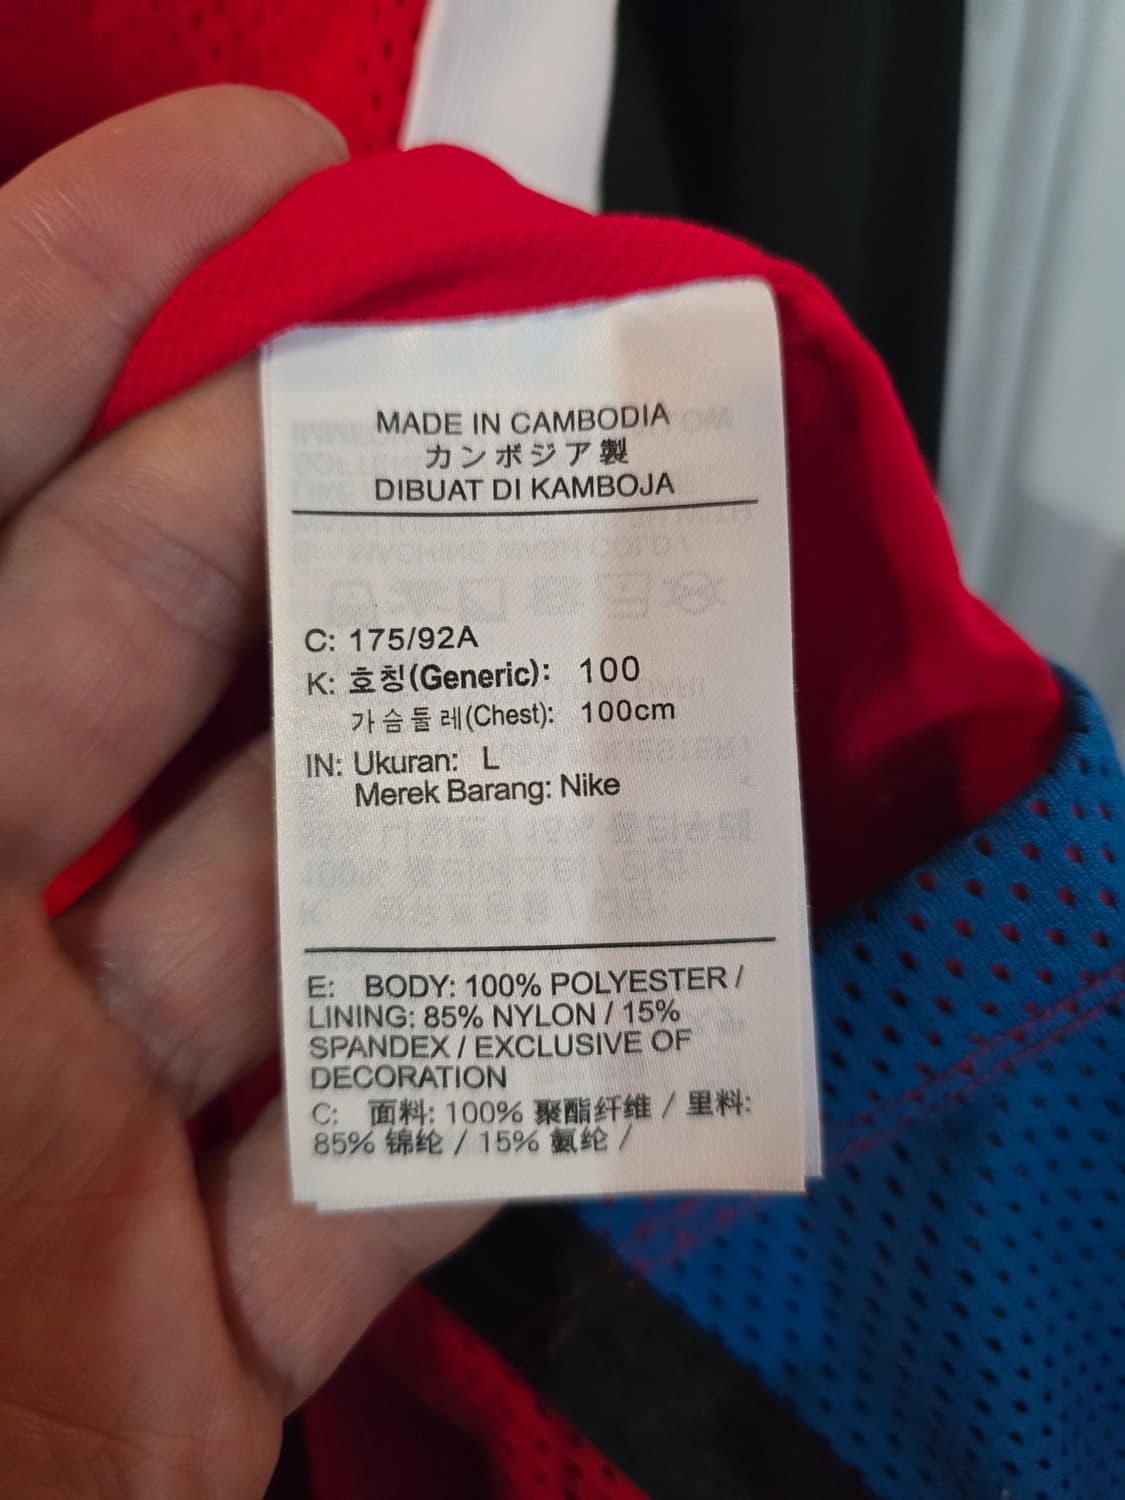 MADE IN CAMBODIA
カンボジア製
DIBUAT DI KAMBOJA
C: 175/92A
K: 호칭(Generic): 100
가슴둘레(Chest): 100cm
IN: Ukuran: L
Merek Barang: Nike
E: BODY: 100% POLYESTER /
LINING: 85% NYLON / 15%
SPANDEX / EXCLUSIVE OF
DECORATION
C: 面料: 100% 聚酯纤维 / 里料:
85% 锦纶 / 15% 氨纶 /